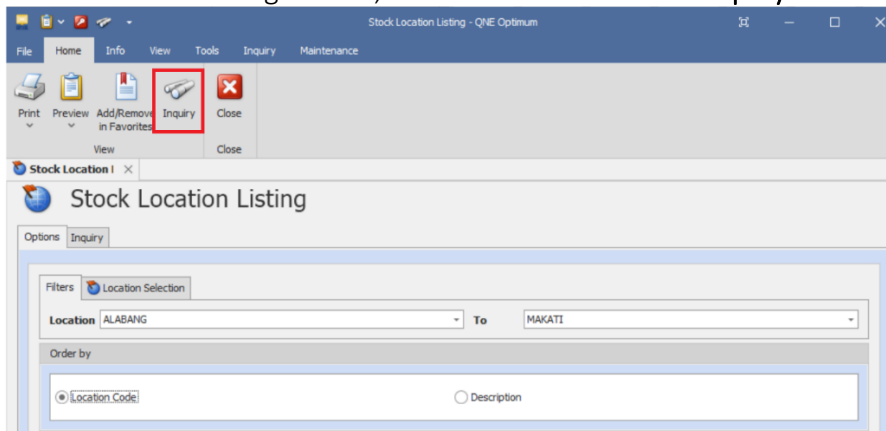 Stock Location Listing - QNE Optimum
File Home Info View Tools Inquiry Maintenance
Print Preview Add/Remove in Favorites Inquiry Close
View Close
Stock Location l
Stock Location Listing
Options Inquiry
Filters Location Selection
Location ALABANG To MAKATI
Order by
Location Code Description